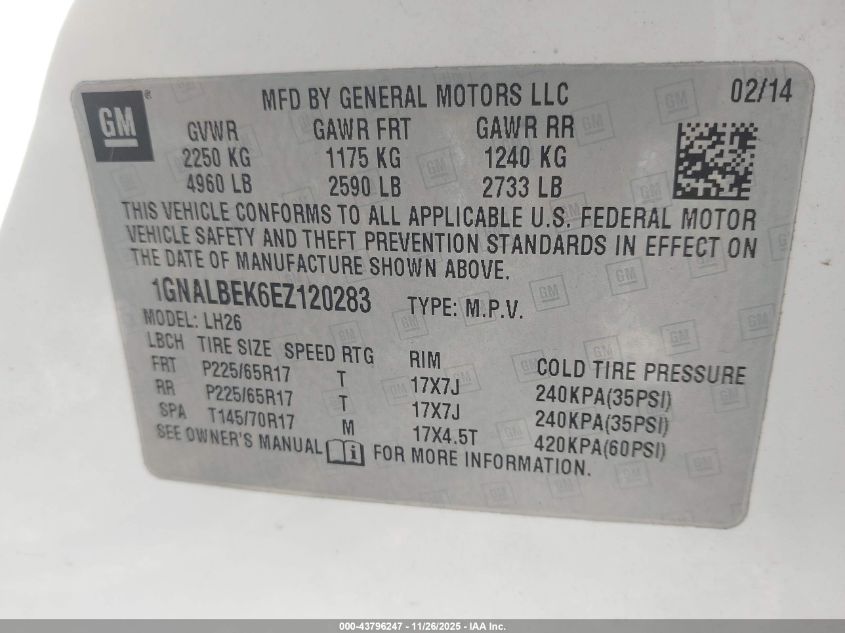 GM ® MFD BY GENERAL MOTORS LLC 02/14
GVWR GAWR FRT GAWR RR
2250 KG 1175 KG 1240 KG
4960 LB 2590 LB 2733 LB
THIS VEHICLE CONFORMS TO ALL APPLICABLE U.S. FEDERAL MOTOR
VEHICLE SAFETY AND THEFT PREVENTION STANDARDS IN EFFECT ON
THE DATE OF MANUFACTURE SHOWN ABOVE.
1GNALBEK6EZ120283 TYPE: M.P.V.
MODEL: LH26
LBCH TIRE SIZE SPEED RTG RIM COLD TIRE PRESSURE
FRT P225/65R17 T 17X7J 240KPA(35PSI)
RR P225/65R17 T 17X7J 240KPA(35PSI)
SPA T145/70R17 M 17X4.5T 420KPA(60PSI)
SEE OWNER'S MANUAL FOR MORE INFORMATION.
000-43796247 - 11/26/2025 - IAA Inc.